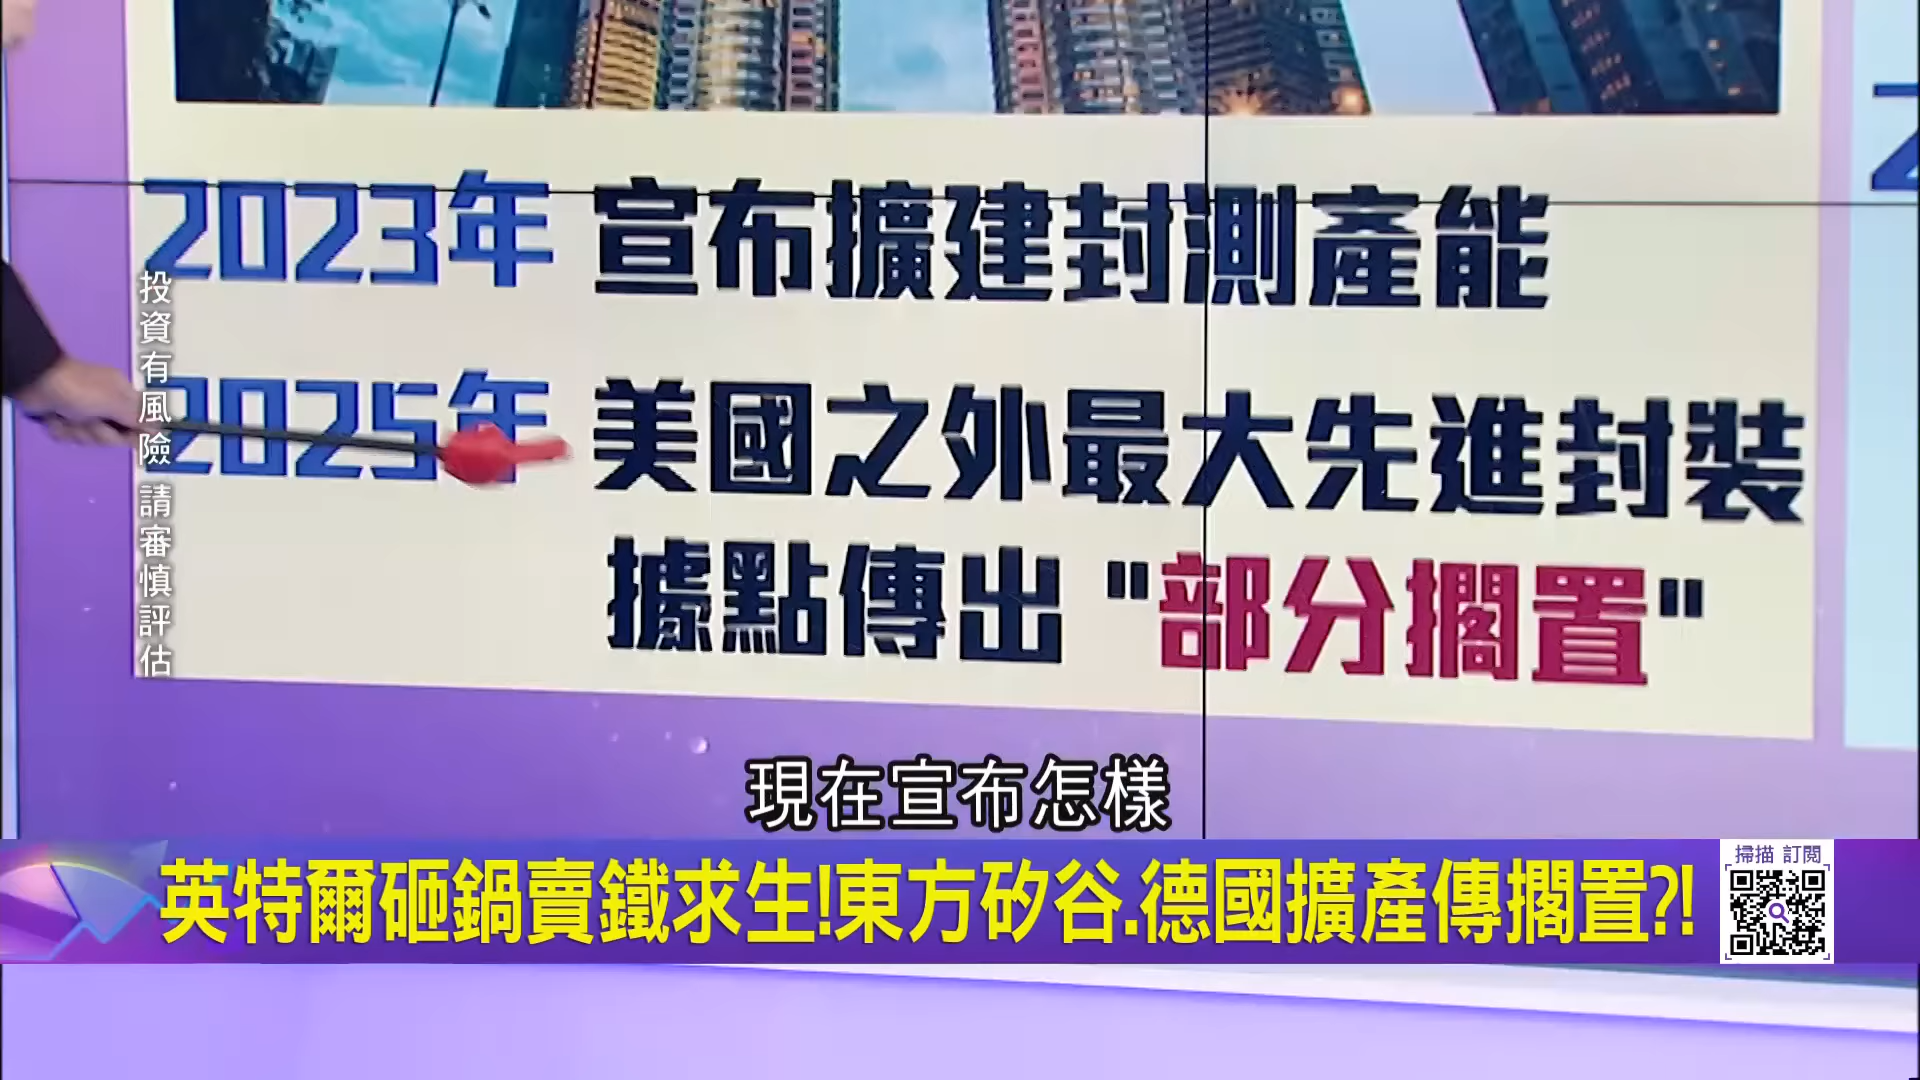 2023年 宣布擴建封測產能
2025年 美國之外最大先進封裝
據點傳出 "部分擱置"
投資有風險 請審慎評估
現在宣布怎樣
英特爾砸鍋賣鐵求生!東方矽谷.德國擴產傳擱置?!
掃描 訂閱